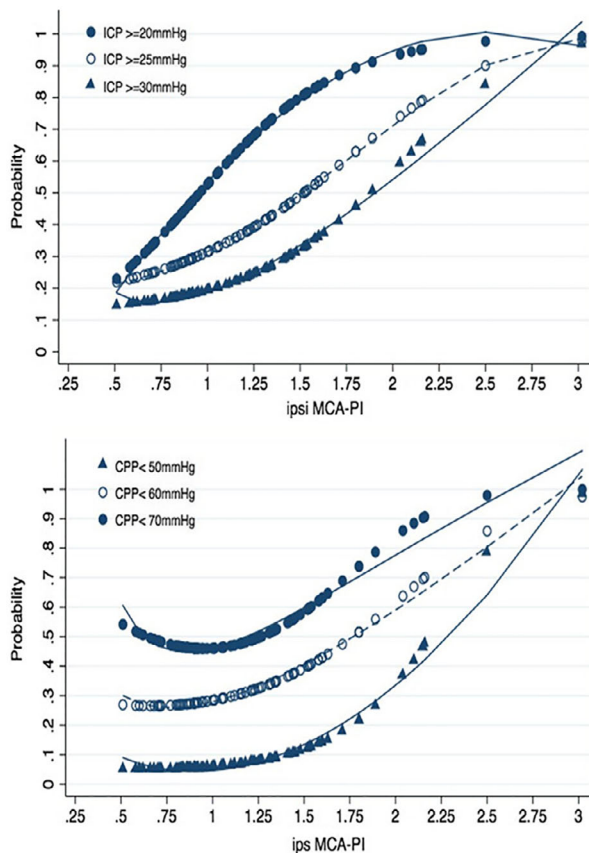 ICP >=20mmHg
ICP >=25mmHg
ICP >=30mmHg
Probability
1
.9
.8
.7
.6
.5
.4
.3
.2
.1
0
.25 .5 .75 1 1.25 1.5 1.75 2 2.25 2.5 2.75 3
ipsi MCA-PI
CPP< 50mmHg
CPP< 60mmHg
CPP< 70mmHg
Probability
1
.9
.8
.7
.6
.5
.4
.3
.2
.1
0
.25 .5 .75 1 1.25 1.5 1.75 2 2.25 2.5 2.75 3
ips MCA-PI